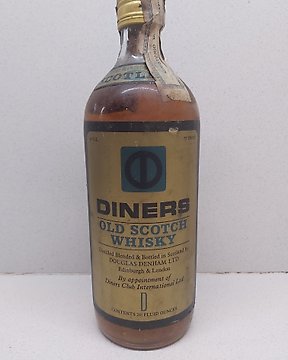 DINERS
OLD SCOTCH
WHISKY
Distilled Blended & Bottled in Scotland by
DOUGLAS DENHAM LTD.
Edinburgh & London
By appointment of
Diners Club International Ltd.
D